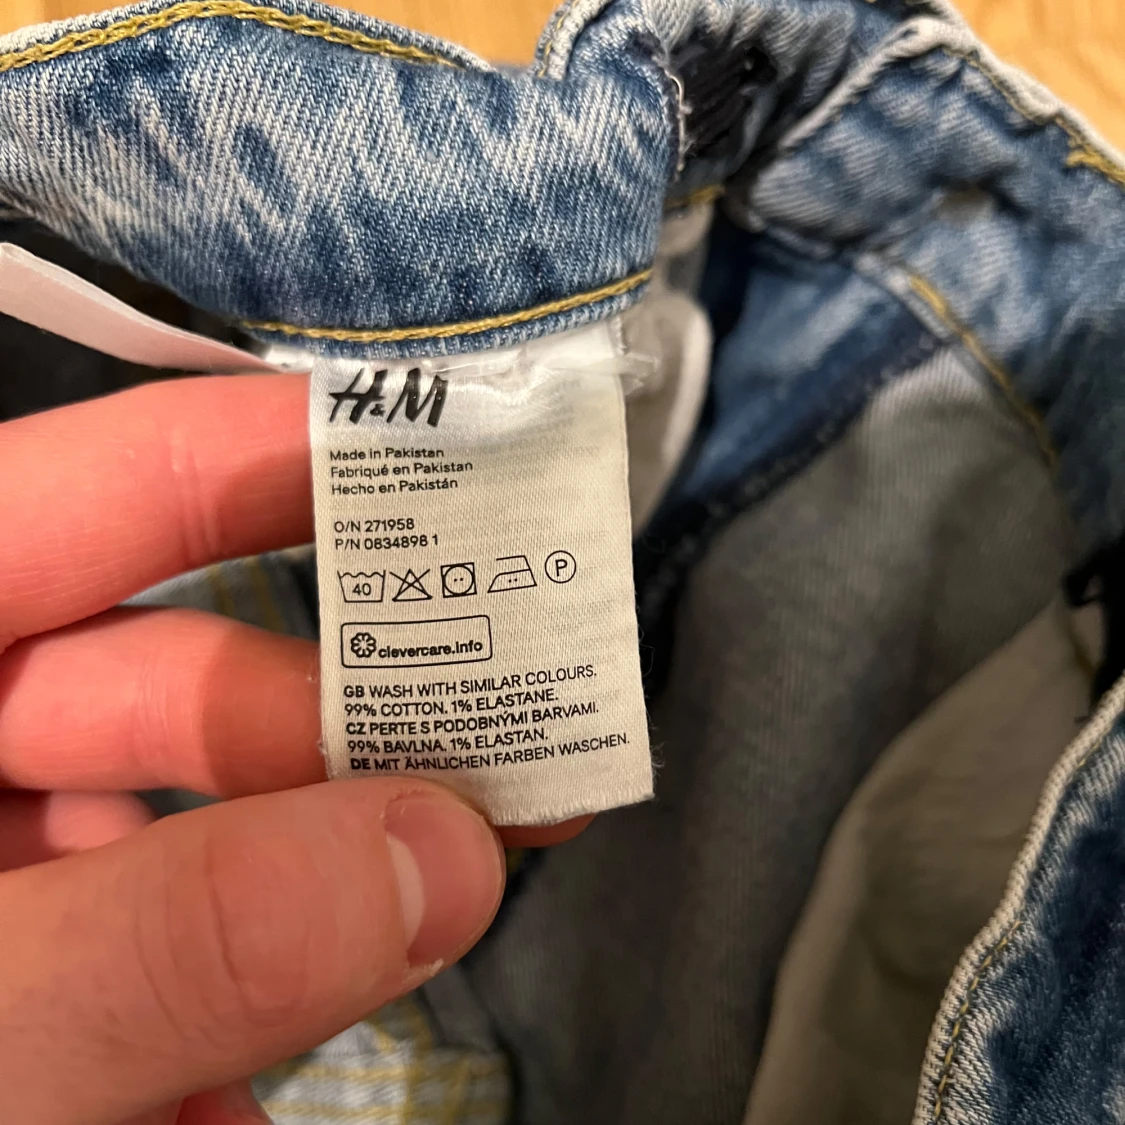 H&M
Made in Pakistan
Fabriqué en Pakistan
Hecho en Pakistán
O/N 271958
P/N 0834898 1
40 P
clevercare.info
GB WASH WITH SIMILAR COLOURS.
99% COTTON. 1% ELASTANE.
CZ PERTE S PODOBNÝMI BARVAMI.
99% BAVLNA. 1% ELASTAN.
DE MIT ÄHNLICHEN FARBEN WASCHEN.